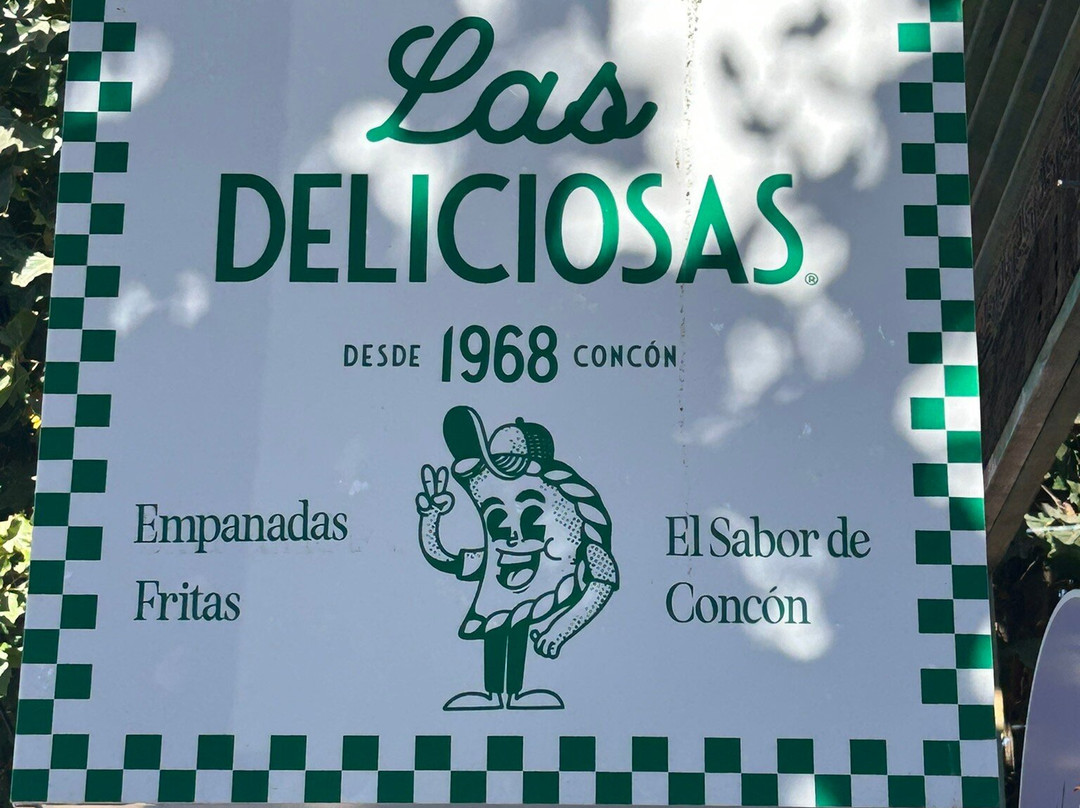 Las
DELICIOSAS®
DESDE 1968 CONCÓN
Empanadas
Fritas
El Sabor de
Concón